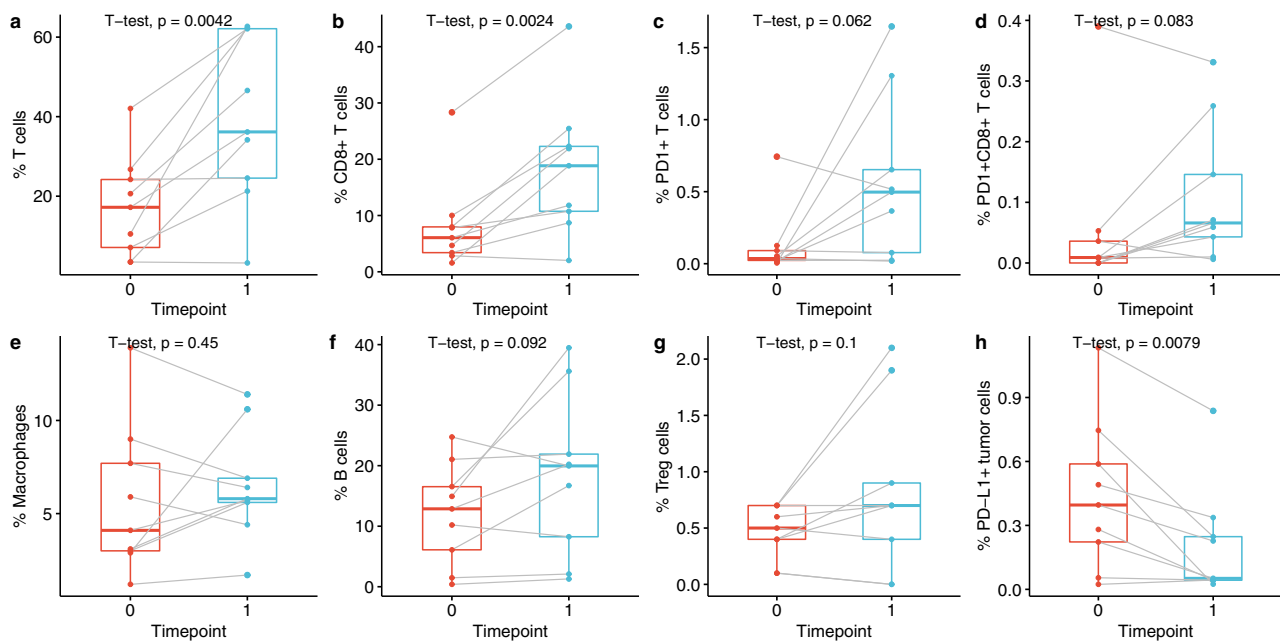 a T−test, p = 0.0042
% T cells
60
40
20
0 1
Timepoint
b T−test, p = 0.0024
% CD8+ T cells
40
30
20
10
0
0 1
Timepoint
c T−test, p = 0.062
% PD1+ T cells
1.5
1.0
0.5
0.0
0 1
Timepoint
d T−test, p = 0.083
% PD1+CD8+ T cells
0.4
0.3
0.2
0.1
0.0
0 1
Timepoint
e T−test, p = 0.45
% Macrophages
10
5
0 1
Timepoint
f T−test, p = 0.092
% B cells
40
30
20
10
0
0 1
Timepoint
g T−test, p = 0.1
% Treg cells
2.0
1.5
1.0
0.5
0.0
0 1
Timepoint
h T−test, p = 0.0079
% PD−L1+ tumor cells
0.9
0.6
0.3
0.0
0 1
Timepoint